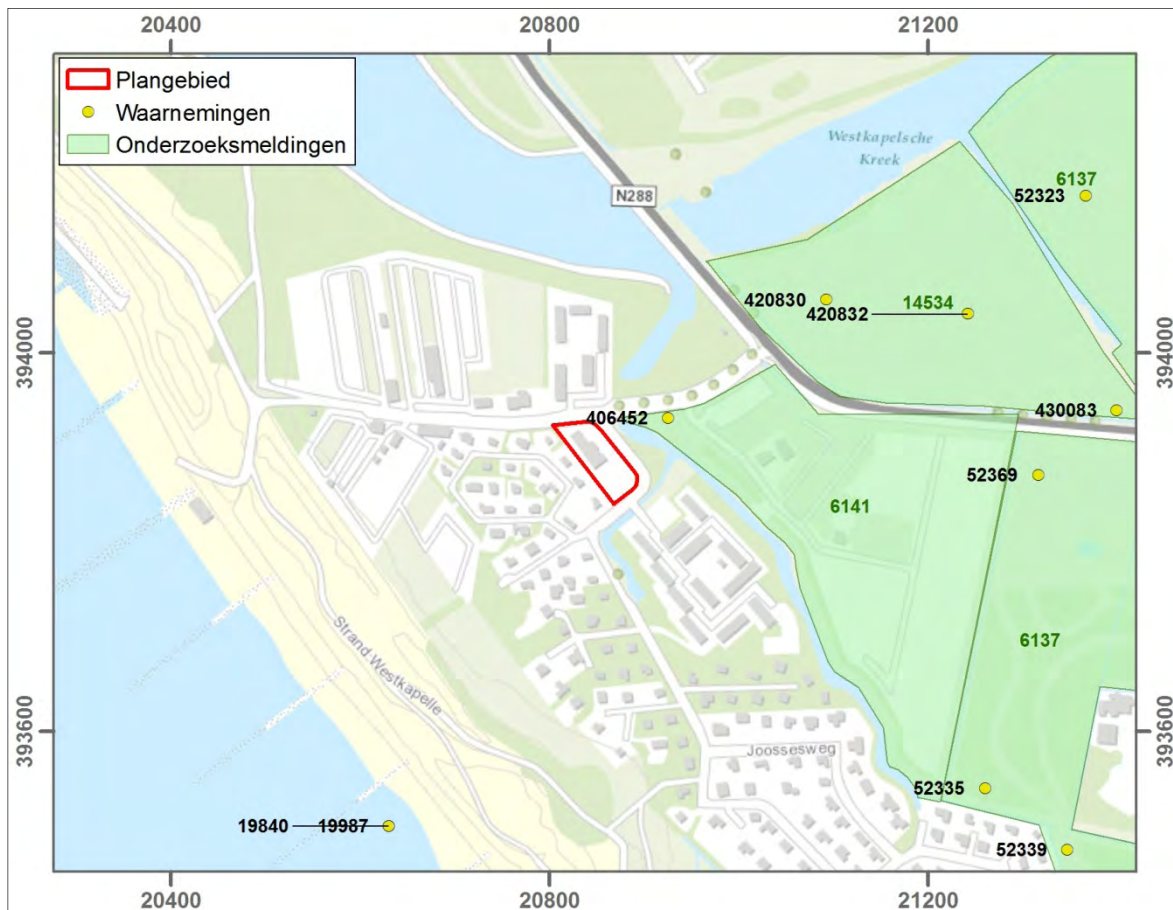 20400 20800 21200
Plangebied
Waarnemingen
Onderzoeksmeldingen
Westkapelsche
Kreek
N288
6137
52323
420830
14534
420832
394000
394000
406452
430083
52369
6141
6137
Strand Westkapelle
393600
393600
Joossesweg
52335
19840 19987
52339
20400 20800 21200